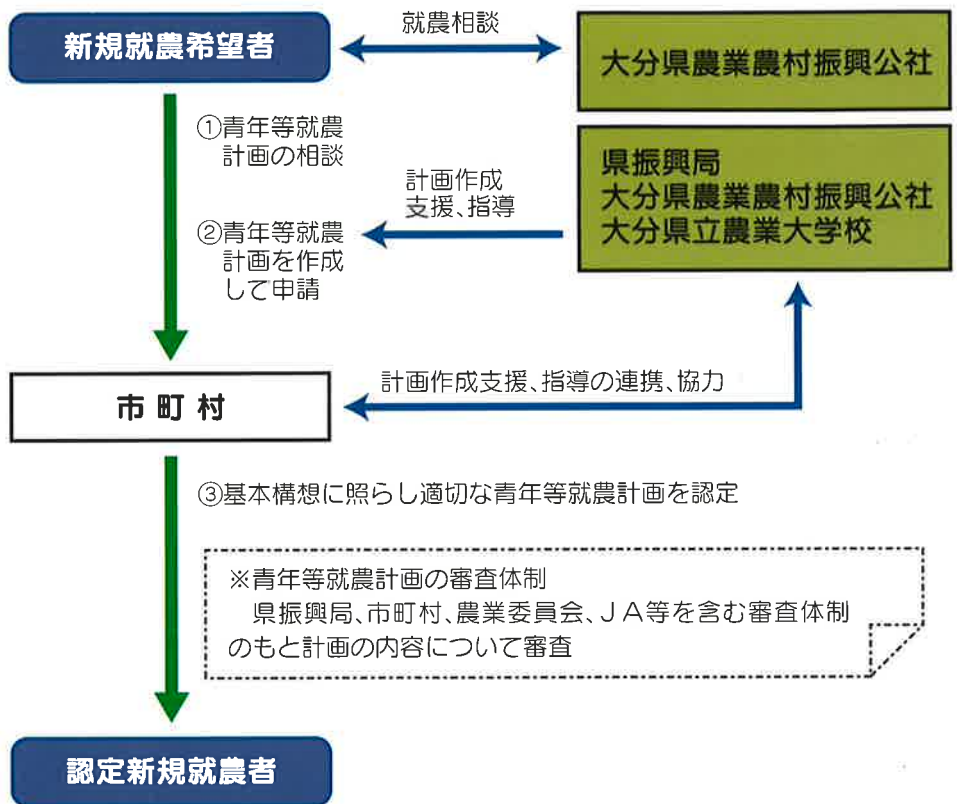 新規就農希望者
就農相談
大分県農業農村振興公社
①青年等就農
計画の相談
県振興局
大分県農業農村振興公社
大分県立農業大学校
計画作成
支援、指導
②青年等就農
計画を作成
して申請
計画作成支援、指導の連携、協力
市町村
③基本構想に照らし適切な青年等就農計画を認定
※青年等就農計画の審査体制
県振興局、市町村、農業委員会、JA等を含む審査体制
のもと計画の内容について審査
認定新規就農者